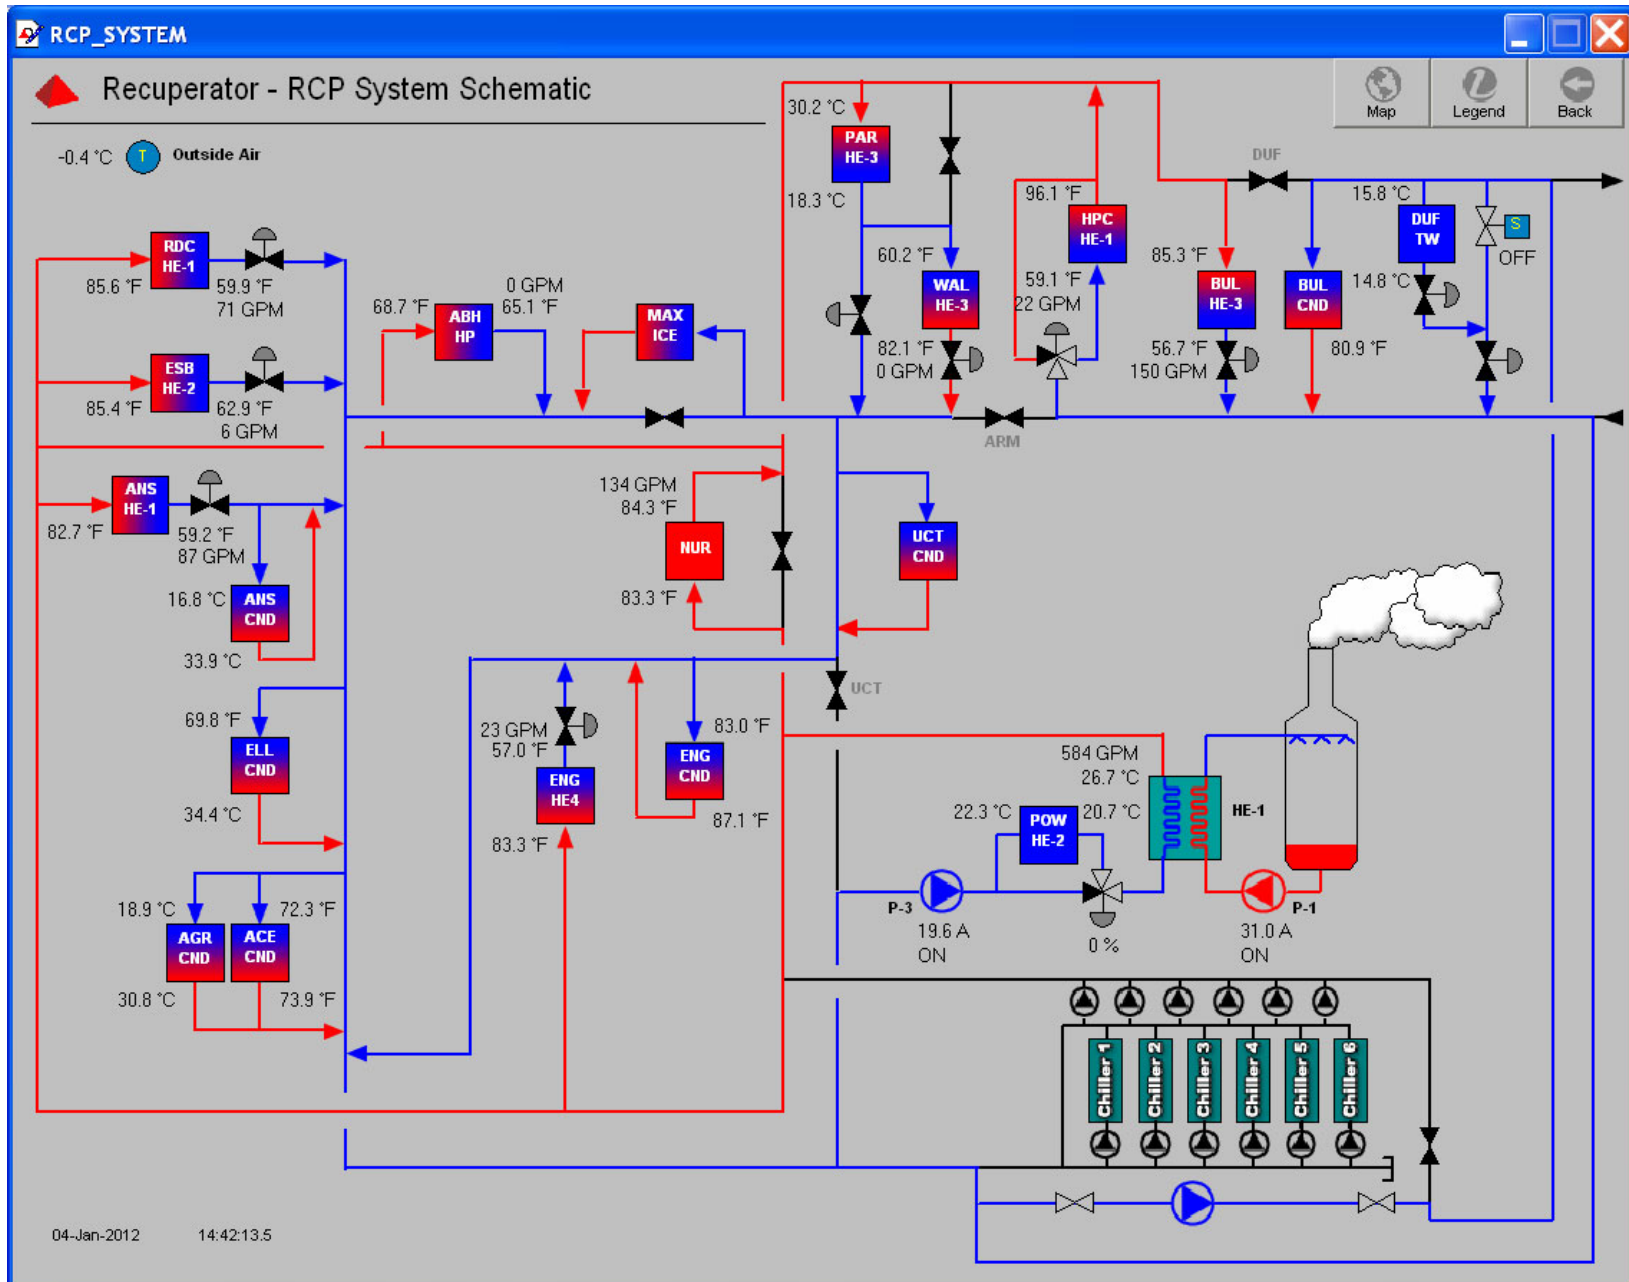 RCP_SYSTEM
Recuperator - RCP System Schematic
Map
Legend
Back
-0.4 °C
T
Outside Air
30.2 °C
PAR
HE-3
18.3 °C
DUF
96.1 °F
HPC
HE-1
59.1 °F
22 GPM
15.8 °C
DUF
TW
14.8 °C
S
OFF
RDC
HE-1
85.6 °F
59.9 °F
71 GPM
60.2 °F
WAL
HE-3
82.1 °F
0 GPM
85.3 °F
BUL
HE-3
56.7 °F
150 GPM
BUL
CND
80.9 °F
68.7 °F
ABH
HP
0 GPM
65.1 °F
MAX
ICE
ESB
HE-2
85.4 °F
62.9 °F
6 GPM
ARM
ANS
HE-1
82.7 °F
59.2 °F
87 GPM
134 GPM
84.3 °F
NUR
83.3 °F
UCT
CND
16.8 °C
ANS
CND
33.9 °C
UCT
69.8 °F
ELL
CND
34.4 °C
23 GPM
57.0 °F
ENG
HE4
83.3 °F
83.0 °F
ENG
CND
87.1 °F
584 GPM
26.7 °C
22.3 °C
POW
HE-2
20.7 °C
HE-1
P-3
19.6 A
ON
0 %
P-1
31.0 A
ON
18.9 °C
AGR
CND
30.8 °C
72.3 °F
ACE
CND
73.9 °F
Chiller 1
Chiller 2
Chiller 3
Chiller 4
Chiller 5
Chiller 6
04-Jan-2012
14:42:13.5